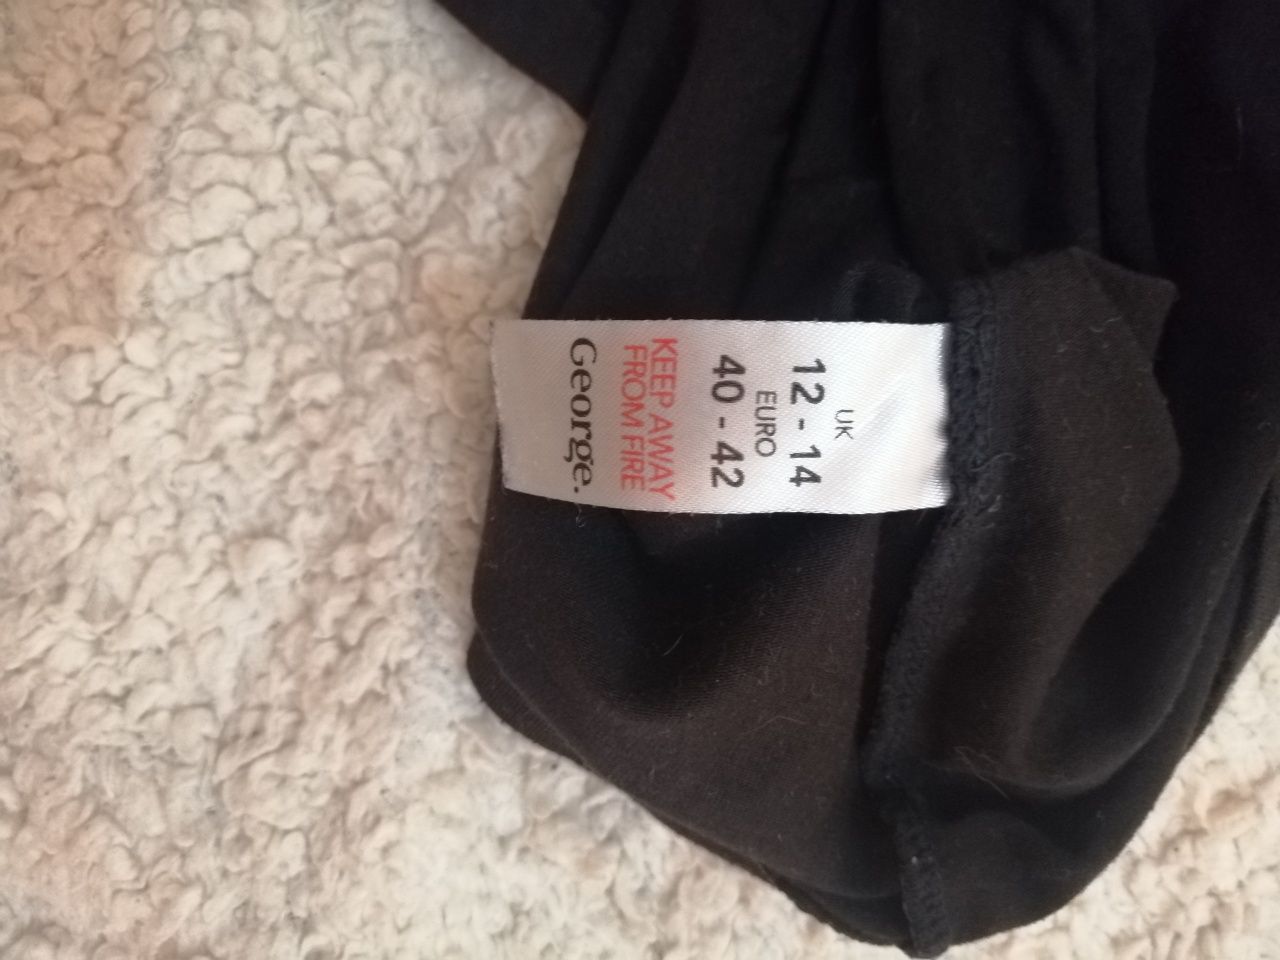 UK
12 - 14
EURO
40 - 42
KEEP AWAY
FROM FIRE
George.